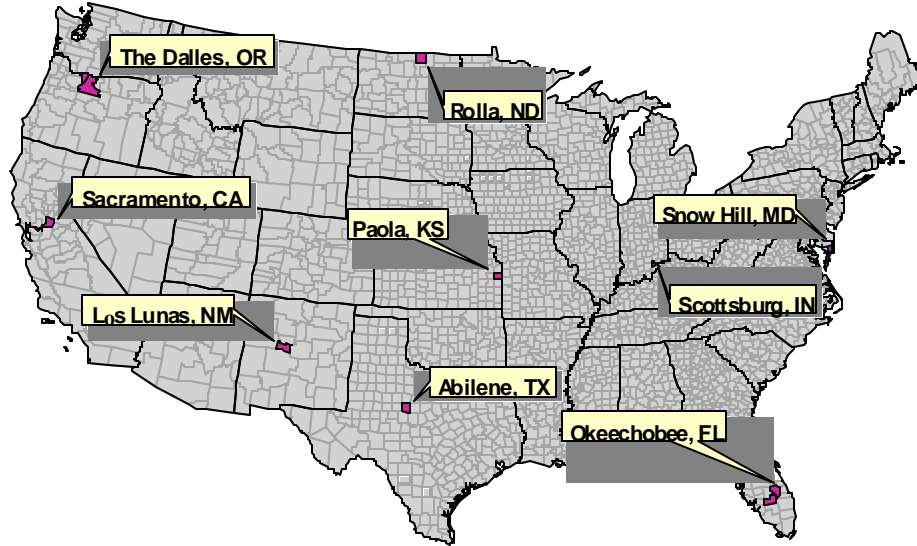 The Dalles, OR
Rolla, ND
Sacramento, CA
Snow Hill, MD
Paola, KS
Scottsburg, IN
Los Lunas, NM
Abilene, TX
Okeechobee, FL